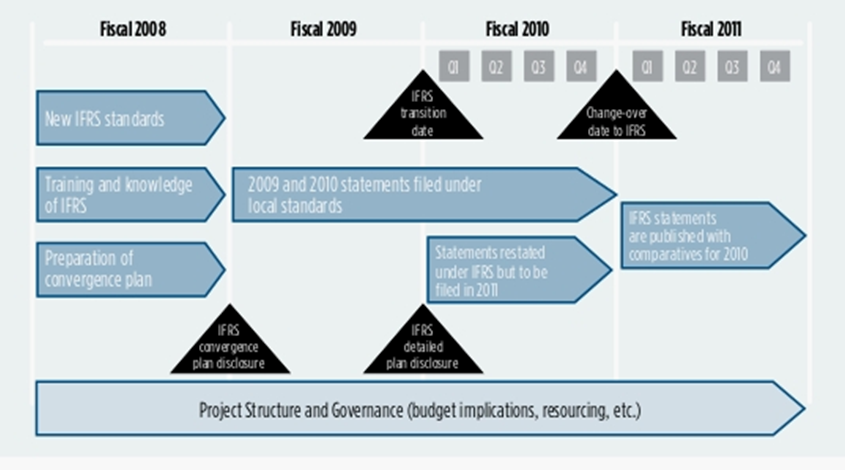 Fiscal 2008
Fiscal 2009
Fiscal 2010
Fiscal 2011
Q1
Q2
Q3
Q4
Q1
Q2
Q3
Q4
IFRS
transition
date
Change-over
date to IFRS
New IFRS standards
Training and knowledge
of IFRS
2009 and 2010 statements filed under
local standards
IFRS statements
are published with
comparatives for 2010
Preparation of
convergence plan
Statements restated
under IFRS but to be
filed in 2011
IFRS
convergence
plan disclosure
IFRS
detailed
plan disclosure
Project Structure and Governance (budget implications, resourcing, etc.)